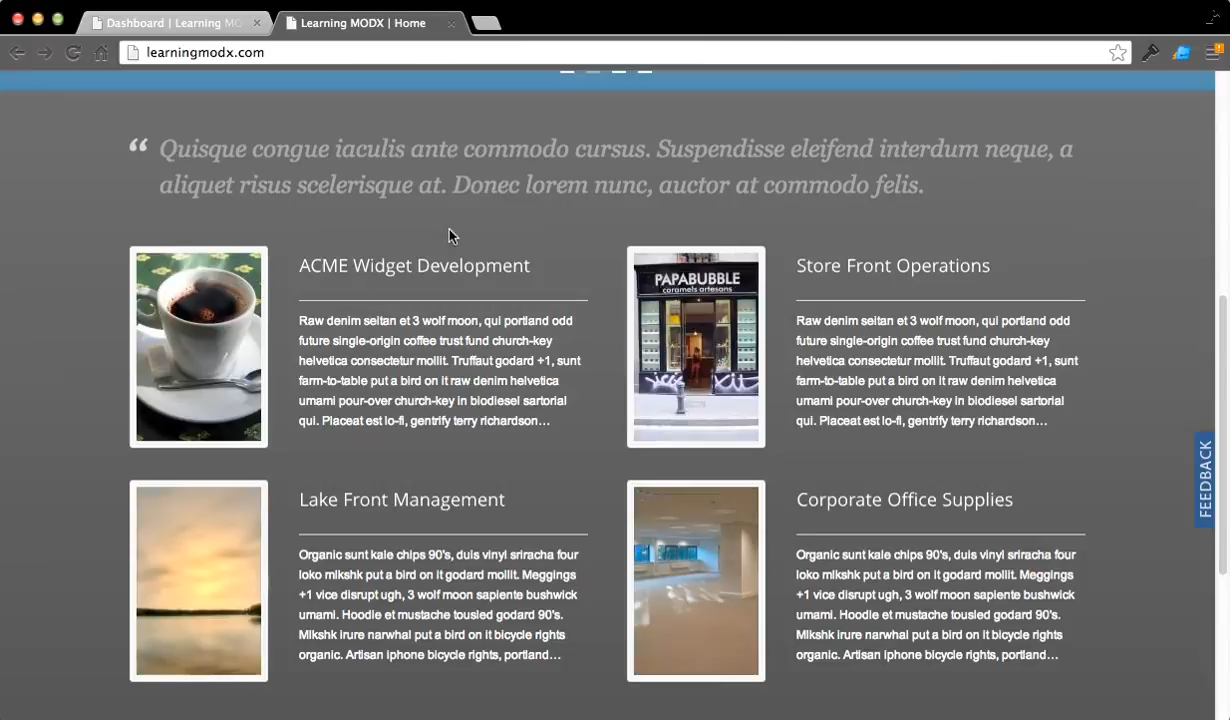 Dashboard | Learning MO
Learning MODX | Home
learningmodx.com
“ Quisque congue iaculis ante commodo cursus. Suspendisse eleifend interdum neque, a
aliquet risus scelerisque at. Donec lorem nunc, auctor at commodo felis.
ACME Widget Development
Raw denim seitan et 3 wolf moon, qui portland odd
future single-origin coffee trust fund church-key
helvetica consectetur mollit. Truffaut godard +1, sunt
farm-to-table put a bird on it raw denim helvetica
umami pour-over church-key in biodiesel sartorial
qui. Placeat est lo-fi, gentrify terry richardson...
PAPABUBBLE
caramels artesans
Store Front Operations
Raw denim seitan et 3 wolf moon, qui portland odd
future single-origin coffee trust fund church-key
helvetica consectetur mollit. Truffaut godard +1, sunt
farm-to-table put a bird on it raw denim helvetica
umami pour-over church-key in biodiesel sartorial
qui. Placeat est lo-fi, gentrify terry richardson...
Lake Front Management
Organic sunt kale chips 90's, duis vinyl sriracha four
loko mlkshk put a bird on it godard mollit. Meggings
+1 vice disrupt ugh, 3 wolf moon sapiente bushwick
umami. Hoodie et mustache tousled godard 90's.
Mlkshk irure narwhal put a bird on it bicycle rights
organic. Artisan iphone bicycle rights, portland...
Corporate Office Supplies
Organic sunt kale chips 90's, duis vinyl sriracha four
loko mlkshk put a bird on it godard mollit. Meggings
+1 vice disrupt ugh, 3 wolf moon sapiente bushwick
umami. Hoodie et mustache tousled godard 90's.
Mlkshk irure narwhal put a bird on it bicycle rights
organic. Artisan iphone bicycle rights, portland...
FEEDBACK